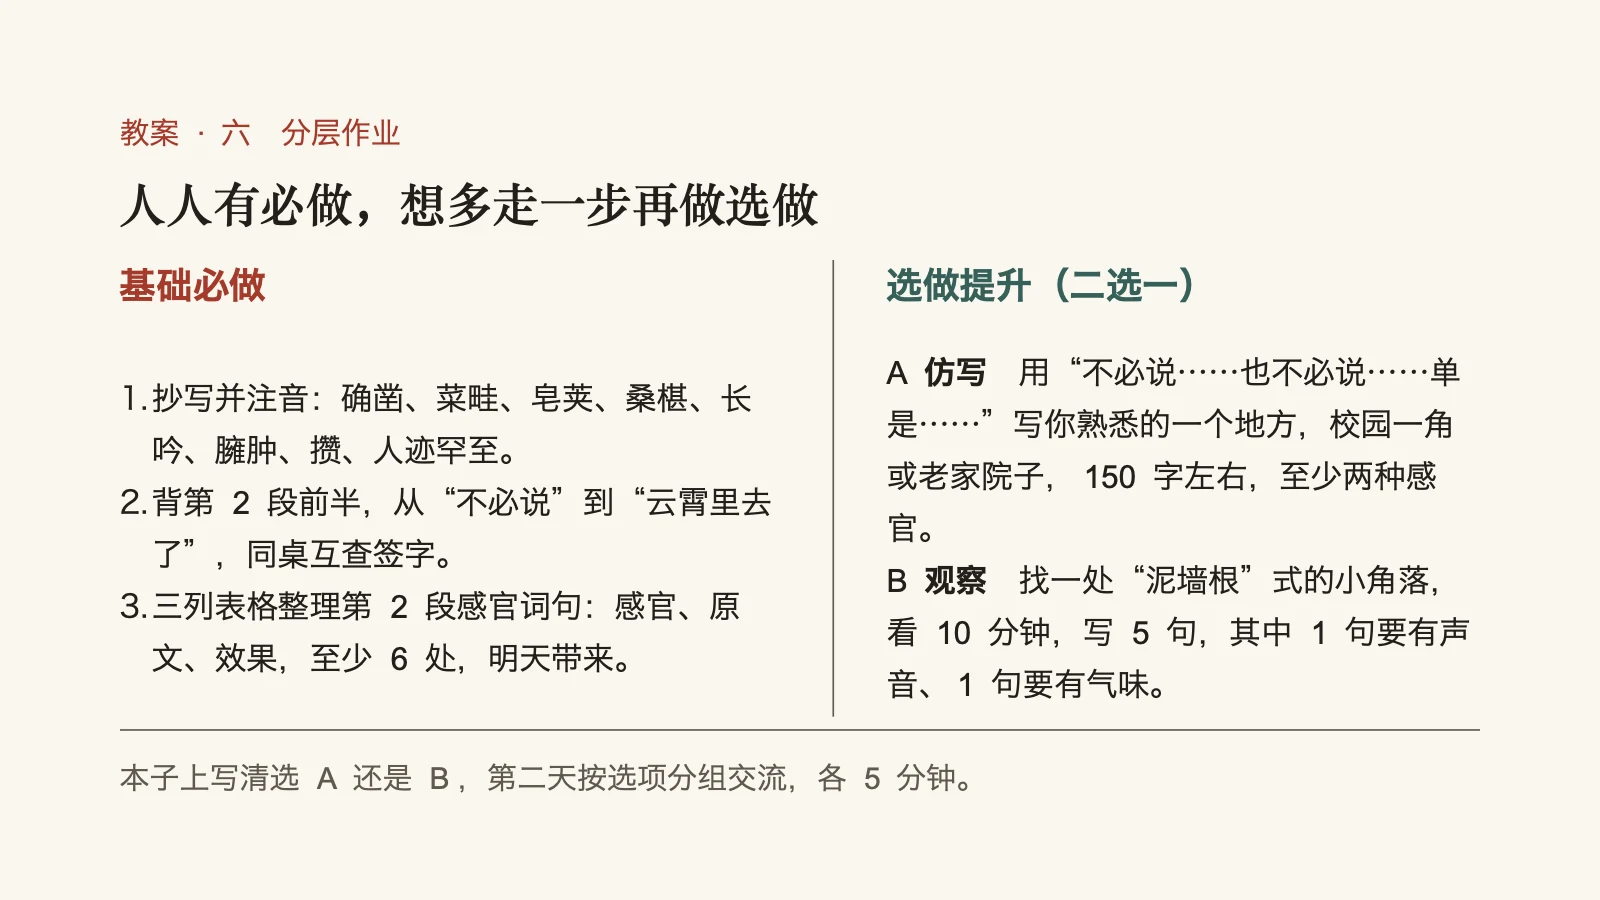 教案 · 六　分层作业
人人有必做，想多走一步再做选做
基础必做
1.抄写并注音：确凿、菜畦、皂荚、桑椹、长
吟、臃肿、攒、人迹罕至。
2.背第 2 段前半，从“不必说”到“云霄里去
了”，同桌互查签字。
3.三列表格整理第 2 段感官词句：感官、原
文、效果，至少 6 处，明天带来。
选做提升（二选一）
A 仿写　用“不必说……也不必说……单
是……”写你熟悉的一个地方，校园一角
或老家院子，150 字左右，至少两种感
官。
B 观察　找一处“泥墙根”式的小角落，
看 10 分钟，写 5 句，其中 1 句要有声
音、1 句要有气味。
本子上写清选 A 还是 B，第二天按选项分组交流，各 5 分钟。